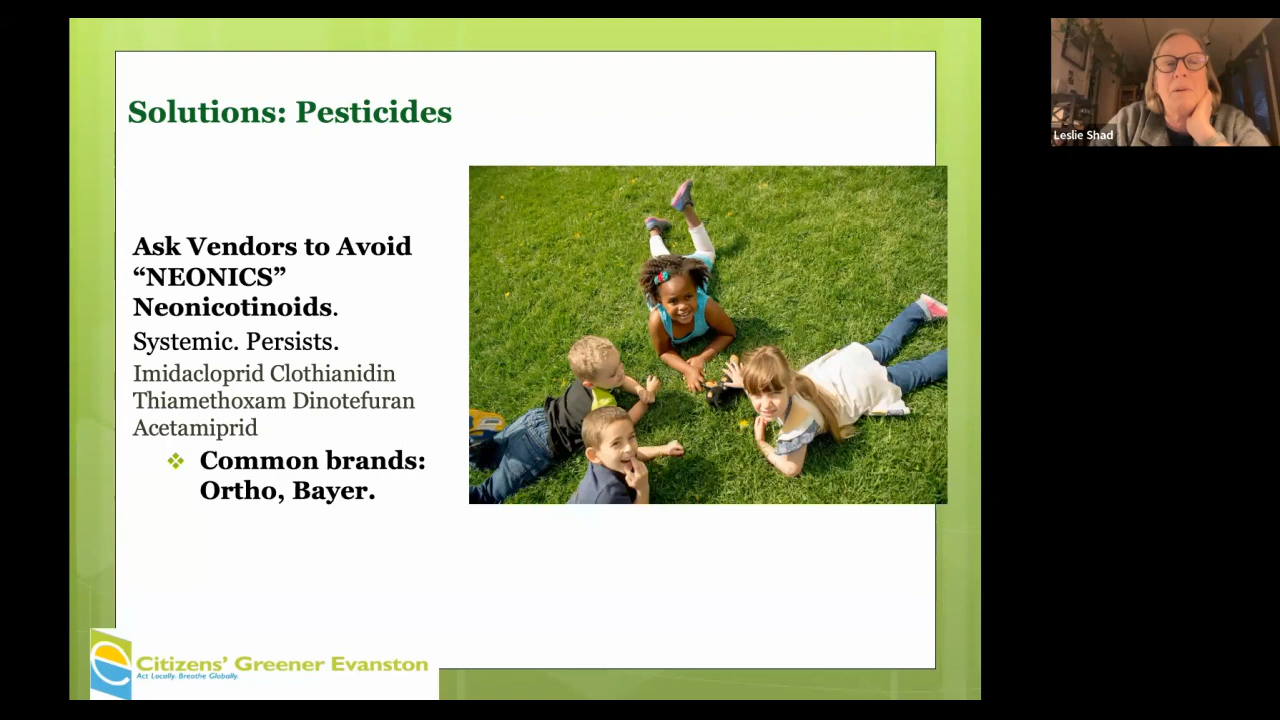 Solutions: Pesticides
Ask Vendors to Avoid
“NEONICS”
Neonicotinoids.
Systemic. Persists.
Imidacloprid Clothianidin
Thiamethoxam Dinotefuran
Acetamiprid
Common brands:
Ortho, Bayer.
Citizens’ Greener Evanston
Act Locally. Breathe Globally.
Leslie Shad